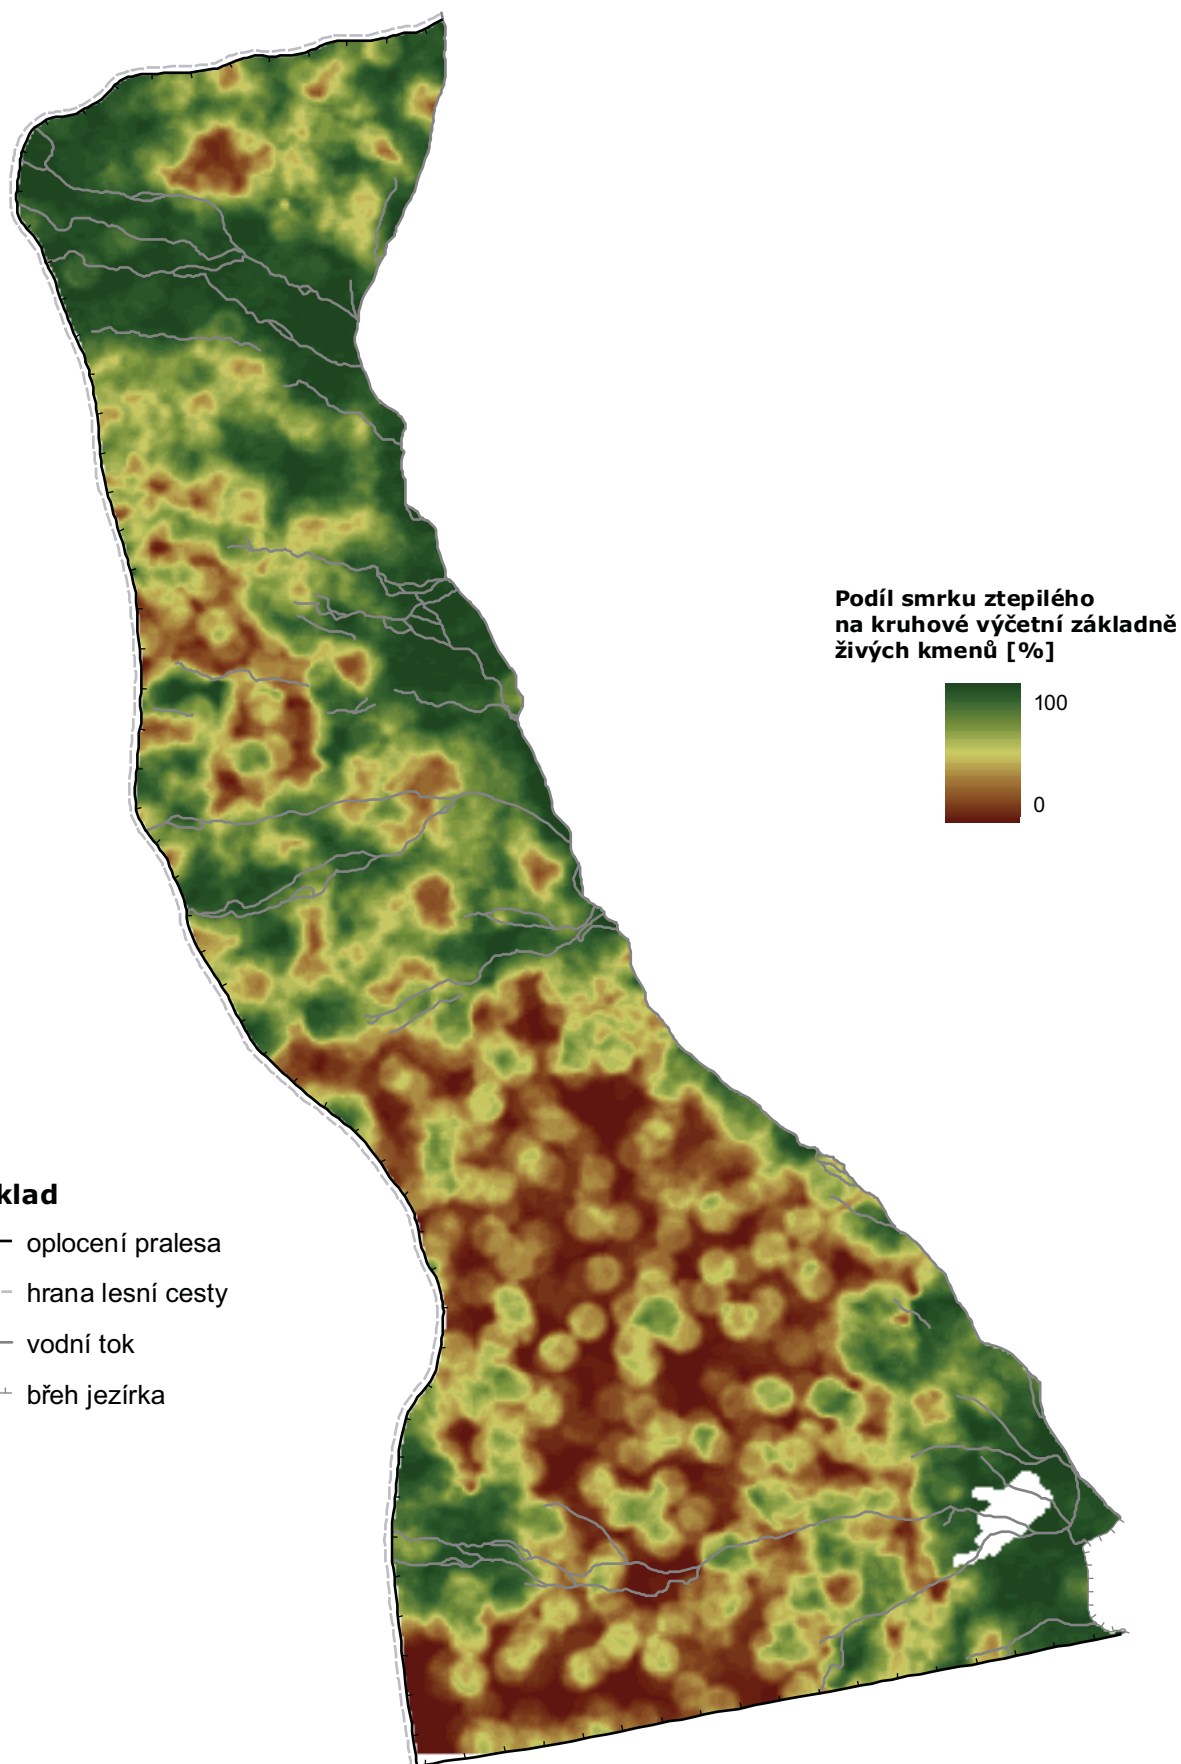 Podíl smrku ztepilého
na kruhové výčetní základně
živých kmenů [%]
100
0
klad
oplocení pralesa
hrana lesní cesty
vodní tok
břeh jezírka